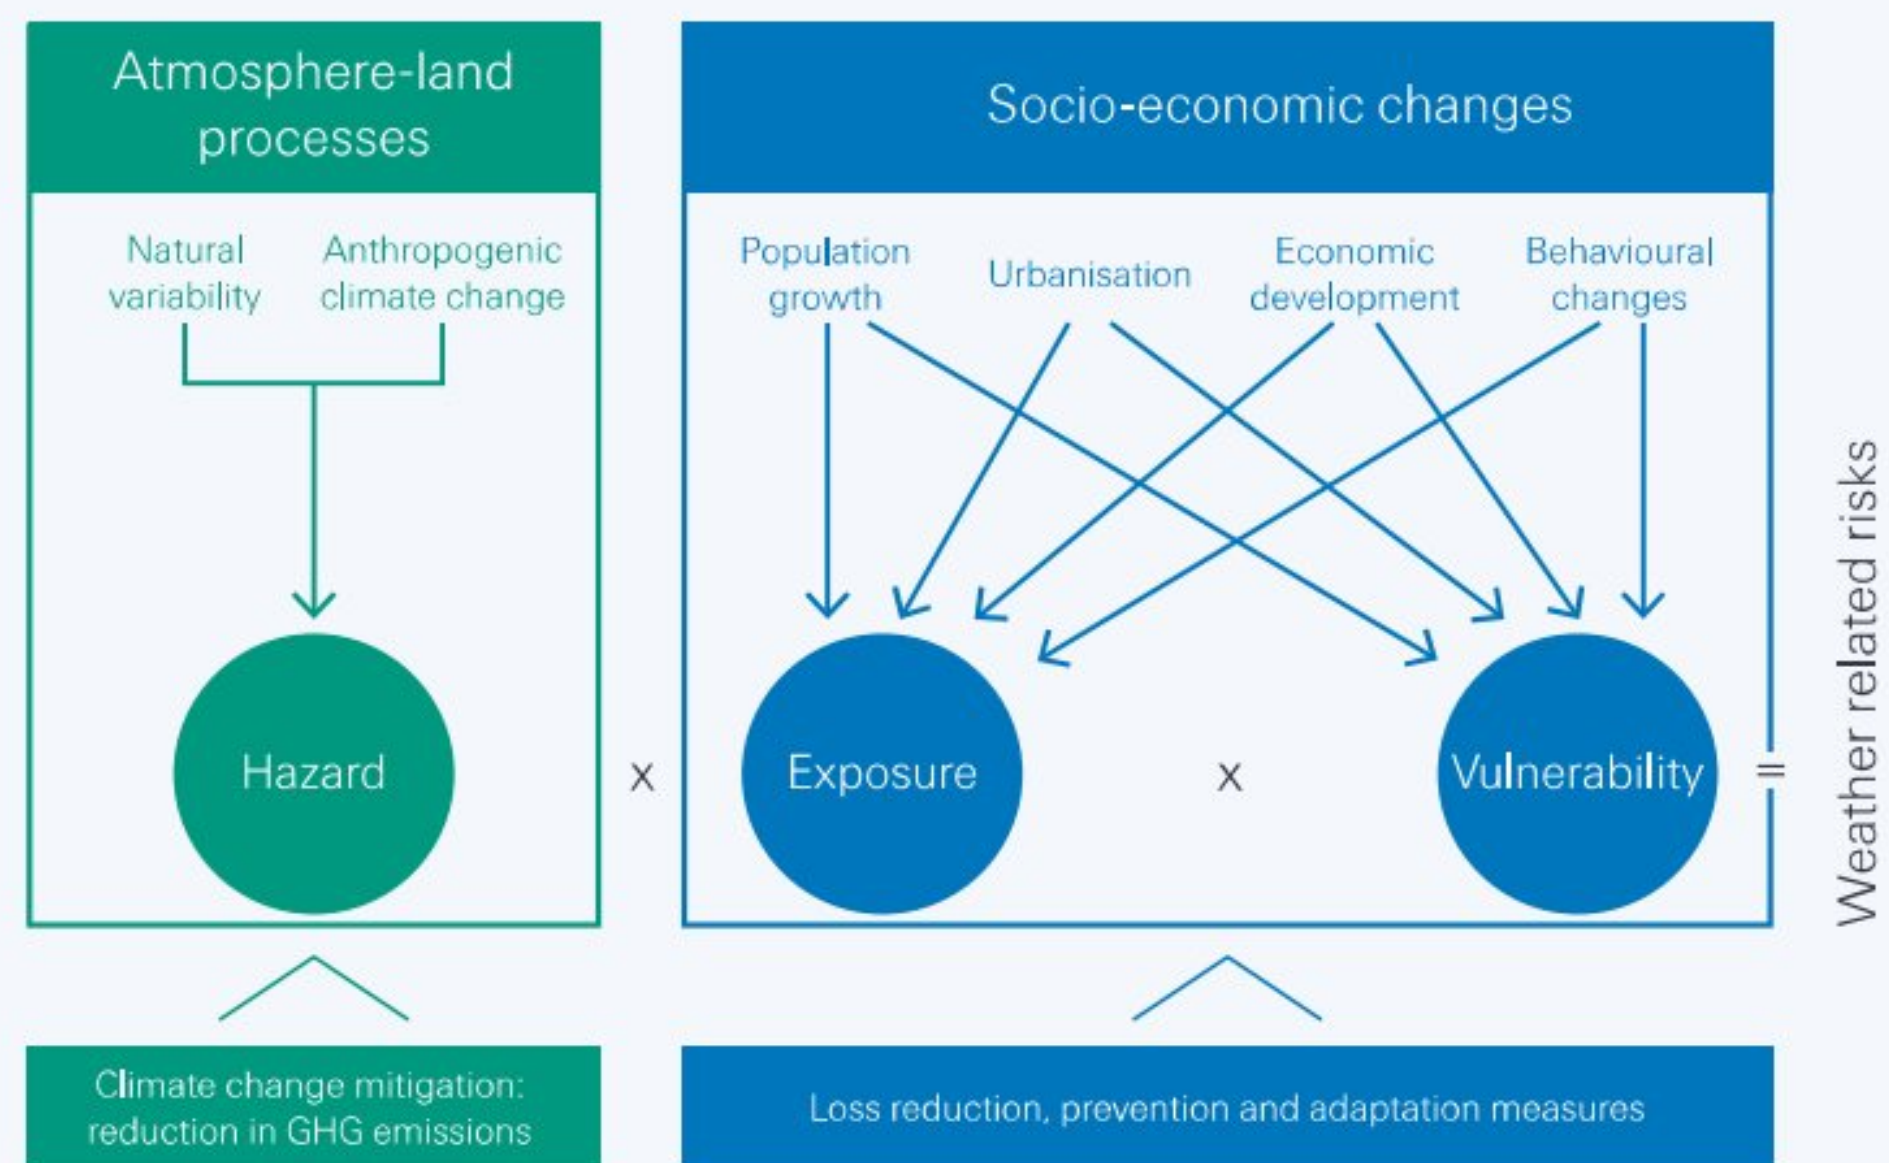 Atmosphere-land
processes
Natural
variability
Anthropogenic
climate change
Hazard
x
Socio-economic changes
Population
growth
Urbanisation
Economic
development
Behavioural
changes
Exposure
x
Vulnerability
=
Weather related risks
Climate change mitigation:
reduction in GHG emissions
Loss reduction, prevention and adaptation measures